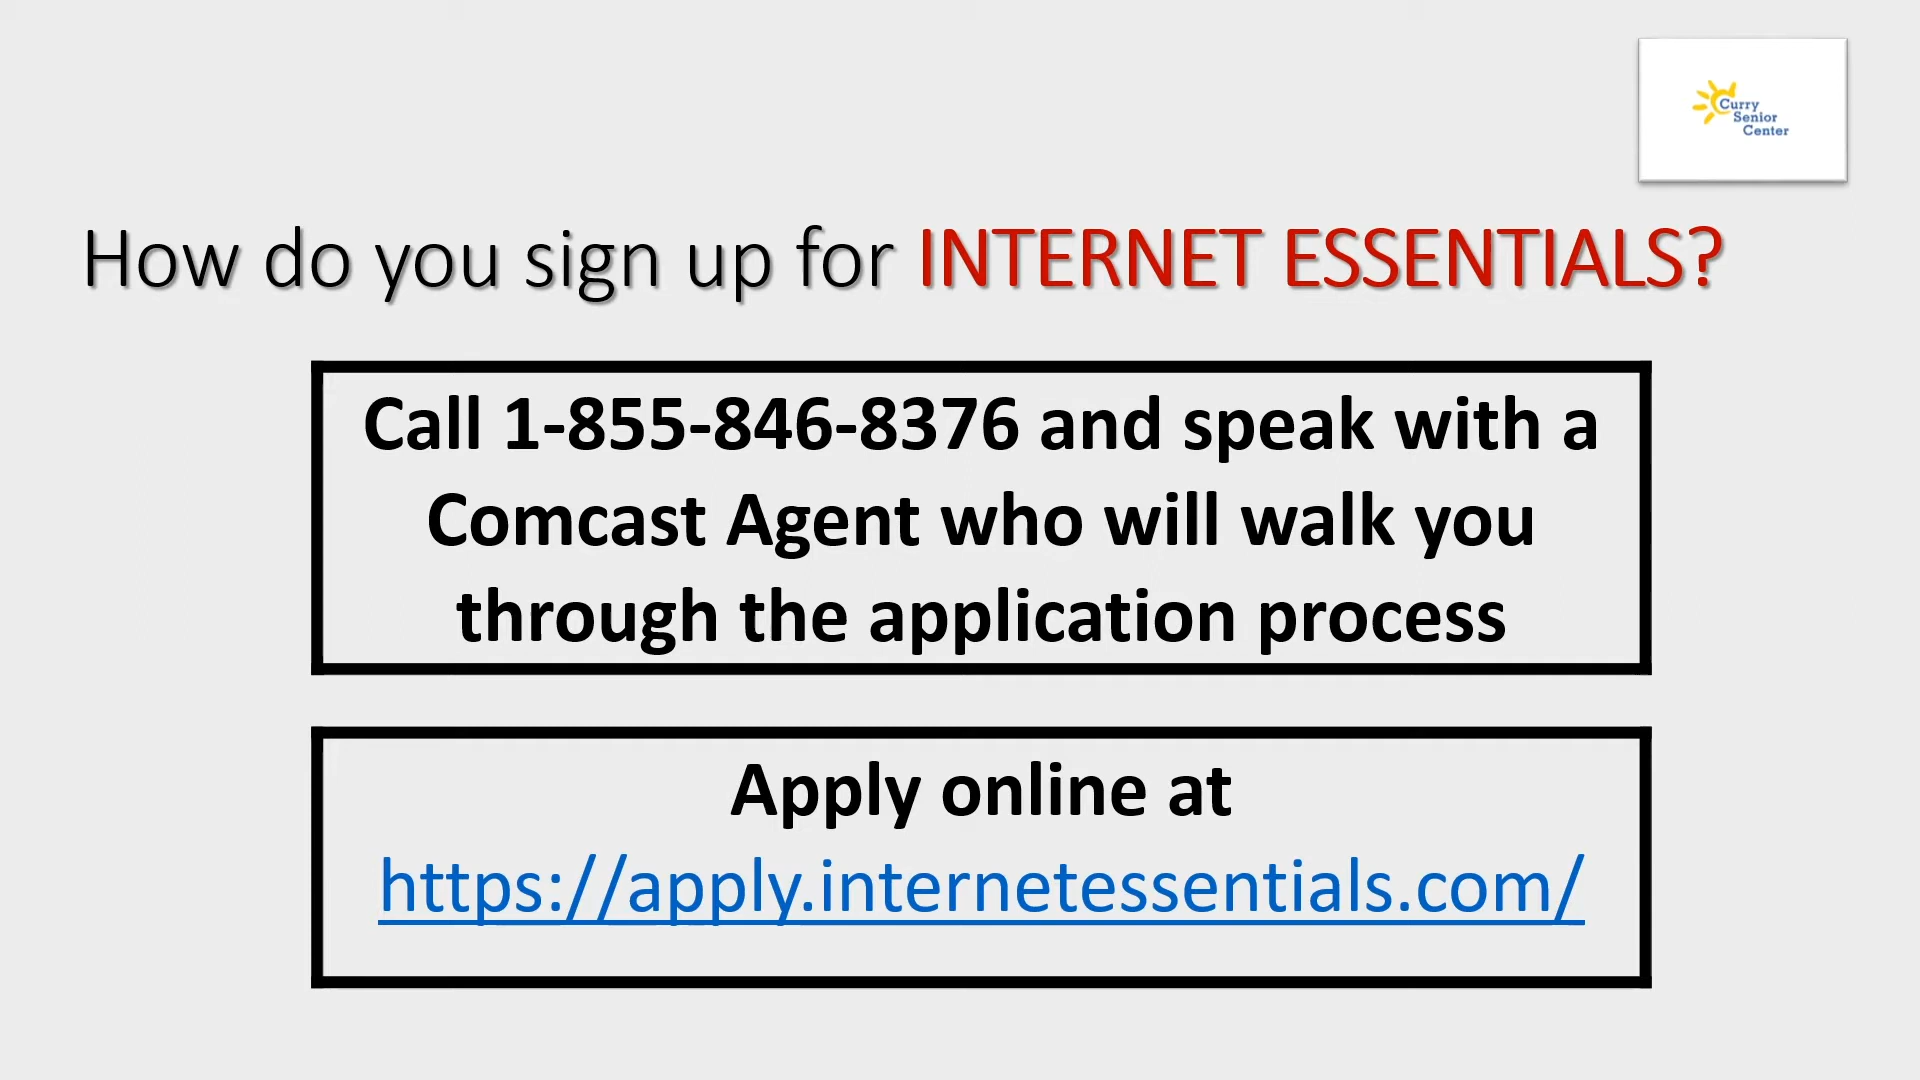 Curry
Senior
Center
How do you sign up for INTERNET ESSENTIALS?
Call 1-855-846-8376 and speak with a
Comcast Agent who will walk you
through the application process
Apply online at
https://apply.internetessentials.com/